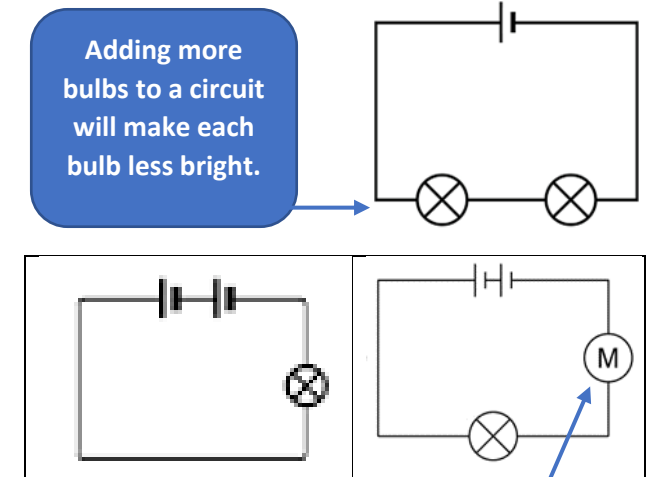 Adding more
bulbs to a circuit
will make each
bulb less bright.
M